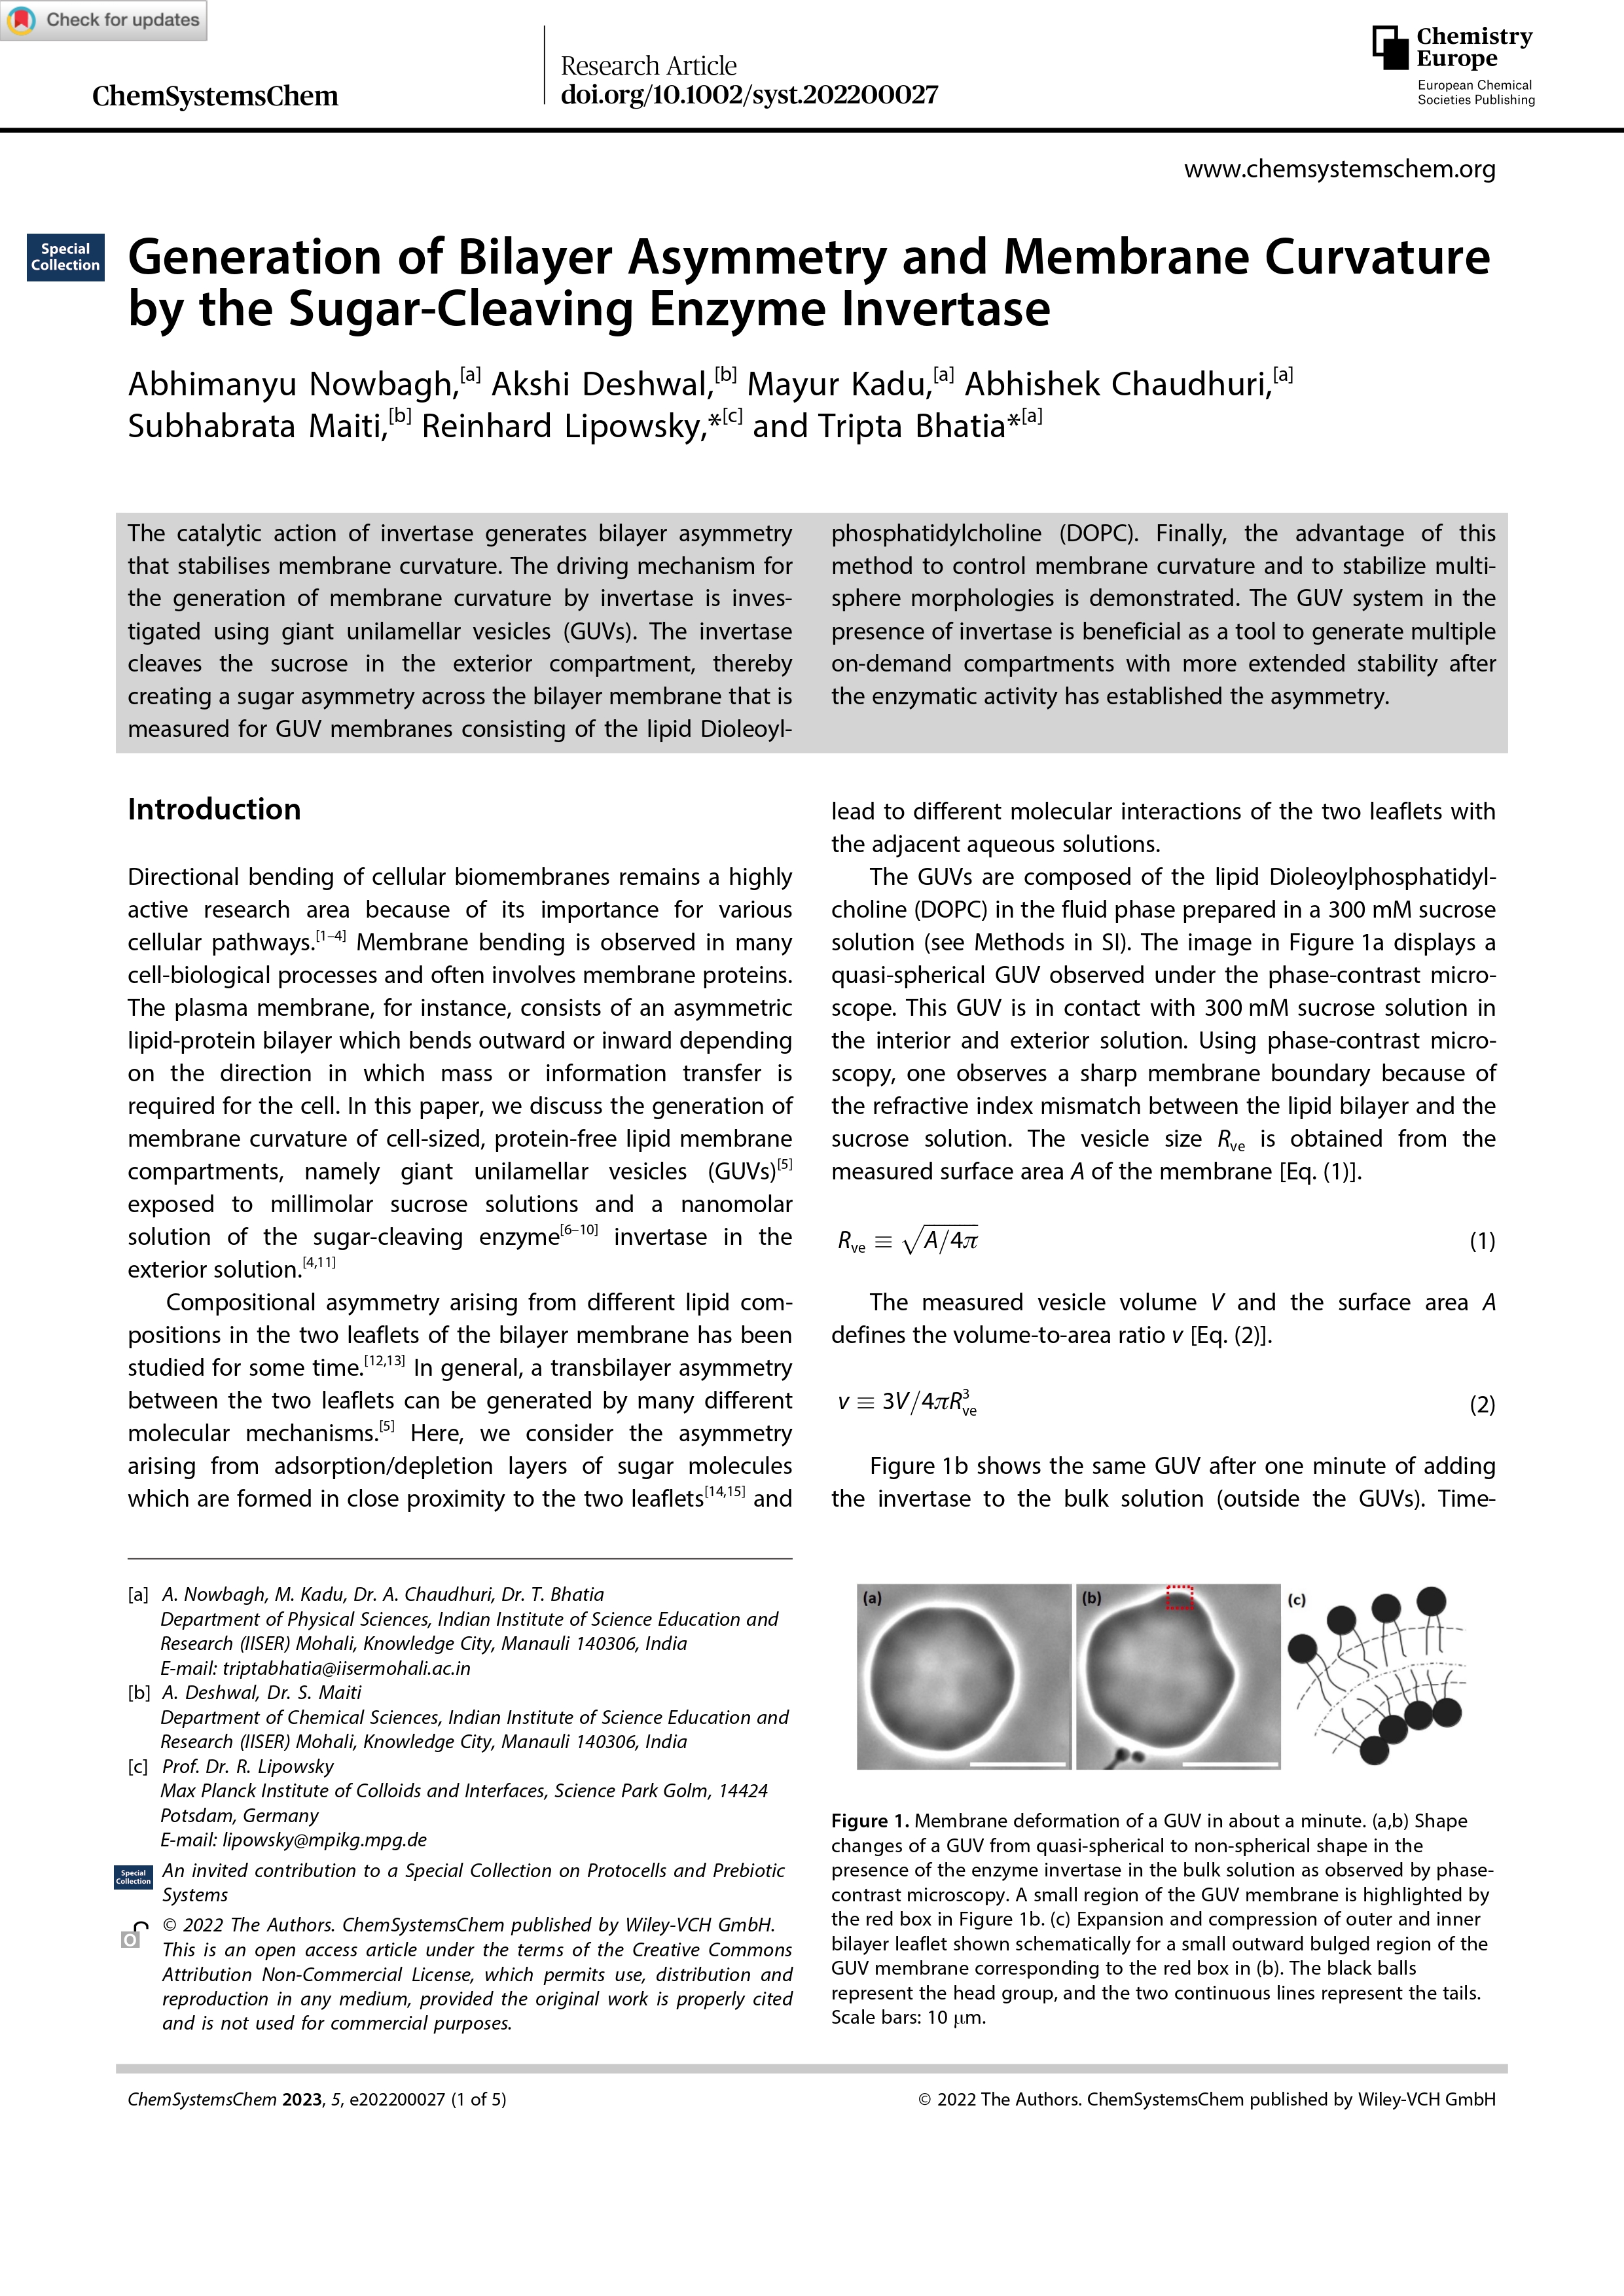 Check for updates
ChemSystemsChem
Research Article
doi.org/10.1002/syst.202200027
Chemistry
Europe
European Chemical
Societies Publishing
www.chemsystemschem.org
Special
Collection
Generation of Bilayer Asymmetry and Membrane Curvature
by the Sugar-Cleaving Enzyme Invertase
Abhimanyu Nowbagh,[a] Akshi Deshwal,[b] Mayur Kadu,[a] Abhishek Chaudhuri,[a]
Subhabrata Maiti,[b] Reinhard Lipowsky,*[c] and Tripta Bhatia*[a]
The catalytic action of invertase generates bilayer asymmetry
that stabilises membrane curvature. The driving mechanism for
the generation of membrane curvature by invertase is inves-
tigated using giant unilamellar vesicles (GUVs). The invertase
cleaves the sucrose in the exterior compartment, thereby
creating a sugar asymmetry across the bilayer membrane that is
measured for GUV membranes consisting of the lipid Dioleoyl-
phosphatidylcholine (DOPC). Finally, the advantage of this
method to control membrane curvature and to stabilize multi-
sphere morphologies is demonstrated. The GUV system in the
presence of invertase is beneficial as a tool to generate multiple
on-demand compartments with more extended stability after
the enzymatic activity has established the asymmetry.
Introduction
Directional bending of cellular biomembranes remains a highly
active research area because of its importance for various
cellular pathways.[1–4] Membrane bending is observed in many
cell-biological processes and often involves membrane proteins.
The plasma membrane, for instance, consists of an asymmetric
lipid-protein bilayer which bends outward or inward depending
on the direction in which mass or information transfer is
required for the cell. In this paper, we discuss the generation of
membrane curvature of cell-sized, protein-free lipid membrane
compartments, namely giant unilamellar vesicles (GUVs)[5]
exposed to millimolar sucrose solutions and a nanomolar
solution of the sugar-cleaving enzyme[6–10] invertase in the
exterior solution.[4,11]
Compositional asymmetry arising from different lipid com-
positions in the two leaflets of the bilayer membrane has been
studied for some time.[12,13] In general, a transbilayer asymmetry
between the two leaflets can be generated by many different
molecular mechanisms.[5] Here, we consider the asymmetry
arising from adsorption/depletion layers of sugar molecules
which are formed in close proximity to the two leaflets[14,15] and
lead to different molecular interactions of the two leaflets with
the adjacent aqueous solutions.
The GUVs are composed of the lipid Dioleoylphosphatidyl-
choline (DOPC) in the fluid phase prepared in a 300 mM sucrose
solution (see Methods in SI). The image in Figure 1a displays a
quasi-spherical GUV observed under the phase-contrast micro-
scope. This GUV is in contact with 300 mM sucrose solution in
the interior and exterior solution. Using phase-contrast micro-
scopy, one observes a sharp membrane boundary because of
the refractive index mismatch between the lipid bilayer and the
sucrose solution. The vesicle size Rve is obtained from the
measured surface area A of the membrane [Eq. (1)].
Rve ≡ √A/4π (1)
The measured vesicle volume V and the surface area A
defines the volume-to-area ratio v [Eq. (2)].
v ≡ 3V/4πR³ve (2)
Figure 1b shows the same GUV after one minute of adding
the invertase to the bulk solution (outside the GUVs). Time-
[a] A. Nowbagh, M. Kadu, Dr. A. Chaudhuri, Dr. T. Bhatia
Department of Physical Sciences, Indian Institute of Science Education and
Research (IISER) Mohali, Knowledge City, Manauli 140306, India
E-mail: triptabhatia@iisermohali.ac.in
[b] A. Deshwal, Dr. S. Maiti
Department of Chemical Sciences, Indian Institute of Science Education and
Research (IISER) Mohali, Knowledge City, Manauli 140306, India
[c] Prof. Dr. R. Lipowsky
Max Planck Institute of Colloids and Interfaces, Science Park Golm, 14424
Potsdam, Germany
E-mail: lipowsky@mpikg.mpg.de
Special
Collection
An invited contribution to a Special Collection on Protocells and Prebiotic
Systems
© 2022 The Authors. ChemSystemsChem published by Wiley-VCH GmbH.
This is an open access article under the terms of the Creative Commons
Attribution Non-Commercial License, which permits use, distribution and
reproduction in any medium, provided the original work is properly cited
and is not used for commercial purposes.
(a)
(b)
(c)
Figure 1. Membrane deformation of a GUV in about a minute. (a,b) Shape
changes of a GUV from quasi-spherical to non-spherical shape in the
presence of the enzyme invertase in the bulk solution as observed by phase-
contrast microscopy. A small region of the GUV membrane is highlighted by
the red box in Figure 1b. (c) Expansion and compression of outer and inner
bilayer leaflet shown schematically for a small outward bulged region of the
GUV membrane corresponding to the red box in (b). The black balls
represent the head group, and the two continuous lines represent the tails.
Scale bars: 10 μm.
ChemSystemsChem 2023, 5, e202200027 (1 of 5)
© 2022 The Authors. ChemSystemsChem published by Wiley-VCH GmbH